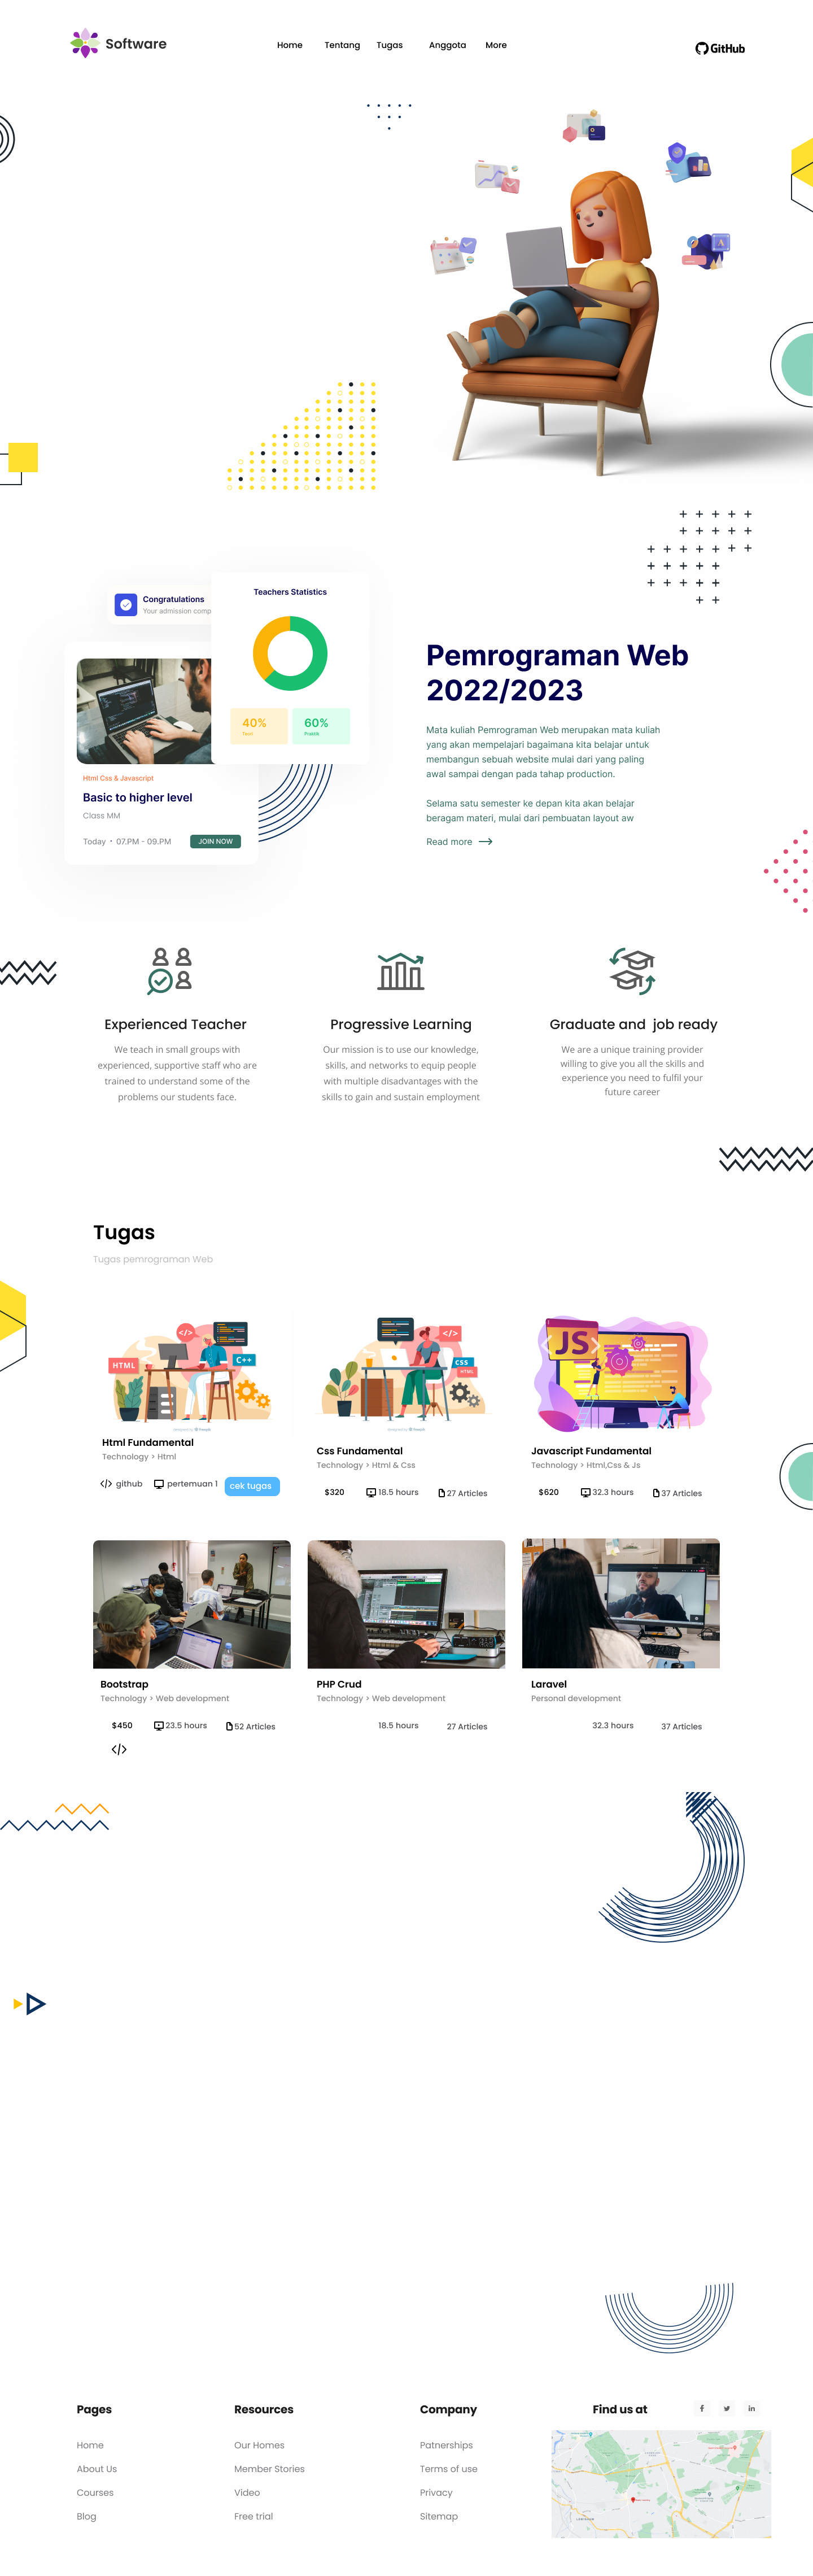 Software
Home
Tentang
Tugas
Anggota
More
GitHub
Congratulations
Your admission comp
Teachers Statistics
40%
Teori
60%
Praktik
Html Css & Javascript
Basic to higher level
Class MM
Today • 07.PM - 09.PM
JOIN NOW
Pemrograman Web
2022/2023
Mata kuliah Pemrograman Web merupakan mata kuliah
yang akan mempelajari bagaimana kita belajar untuk
membangun sebuah website mulai dari yang paling
awal sampai dengan pada tahap production.
Selama satu semester ke depan kita akan belajar
beragam materi, mulai dari pembuatan layout aw
Read more
Experienced Teacher
We teach in small groups with
experienced, supportive staff who are
trained to understand some of the
problems our students face.
Progressive Learning
Our mission is to use our knowledge,
skills, and networks to equip people
with multiple disadvantages with the
skills to gain and sustain employment
Graduate and job ready
We are a unique training provider
willing to give you all the skills and
experience you need to fulfil your
future career
Tugas
Tugas pemrograman Web
</>
HTML
C++
Html Fundamental
Technology > Html
github
pertemuan 1
cek tugas
</>
CSS
HTML
Css Fundamental
Technology > Html & Css
$320
18.5 hours
27 Articles
JS
Javascript Fundamental
Technology > Html,Css & Js
$620
32.3 hours
37 Articles
Bootstrap
Technology > Web development
$450
23.5 hours
52 Articles
PHP Crud
Technology > Web development
18.5 hours
27 Articles
Laravel
Personal development
32.3 hours
37 Articles
Pages
Home
About Us
Courses
Blog
Resources
Our Homes
Member Stories
Video
Free trial
Company
Patnerships
Terms of use
Privacy
Sitemap
Find us at